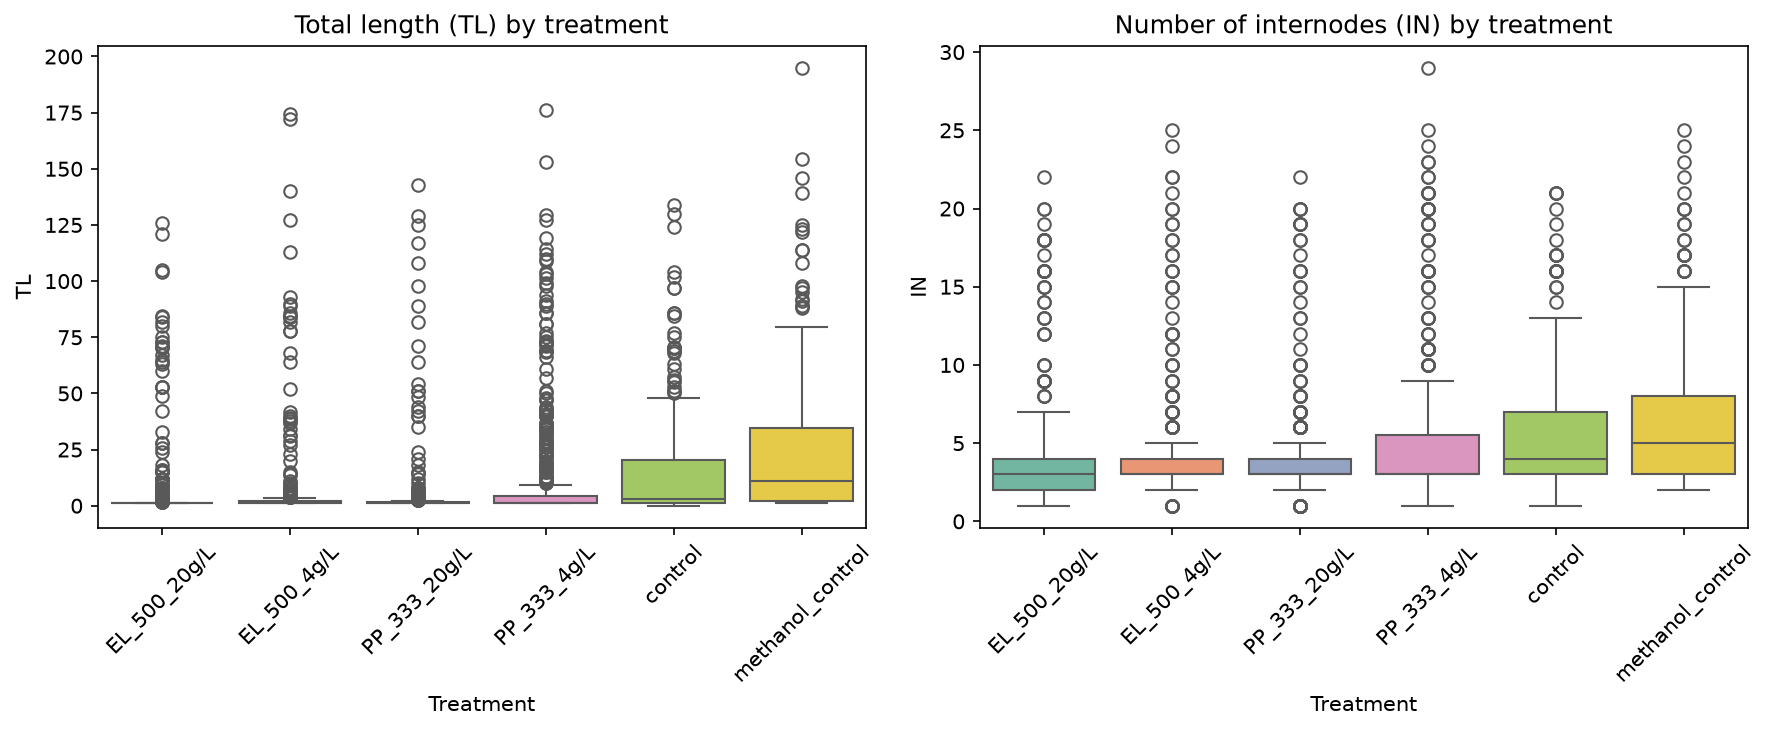 Total length (TL) by treatment
200
175
150
125
100
75
50
25
0
TL
EL_500_20g/L
EL_500_4g/L
PP_333_20g/L
PP_333_4g/L
control
methanol_control
Treatment
Number of internodes (IN) by treatment
30
25
20
15
10
5
0
IN
EL_500_20g/L
EL_500_4g/L
PP_333_20g/L
PP_333_4g/L
control
methanol_control
Treatment